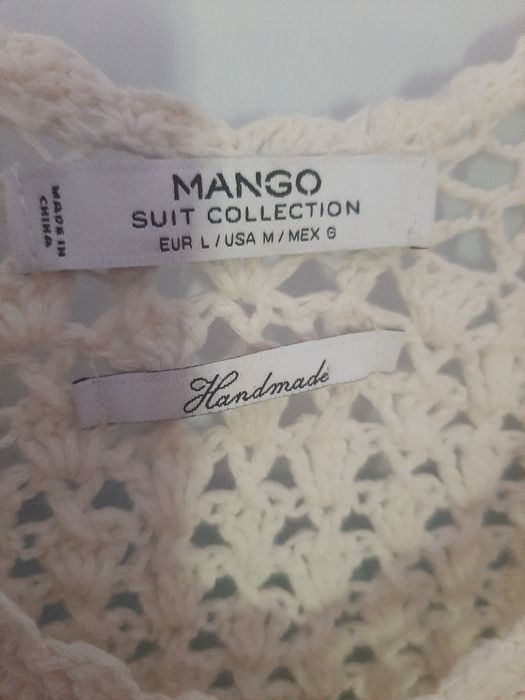 MANGO
SUIT COLLECTION
EUR L / USA M / MEX G
MADE IN
CHINA
Handmade